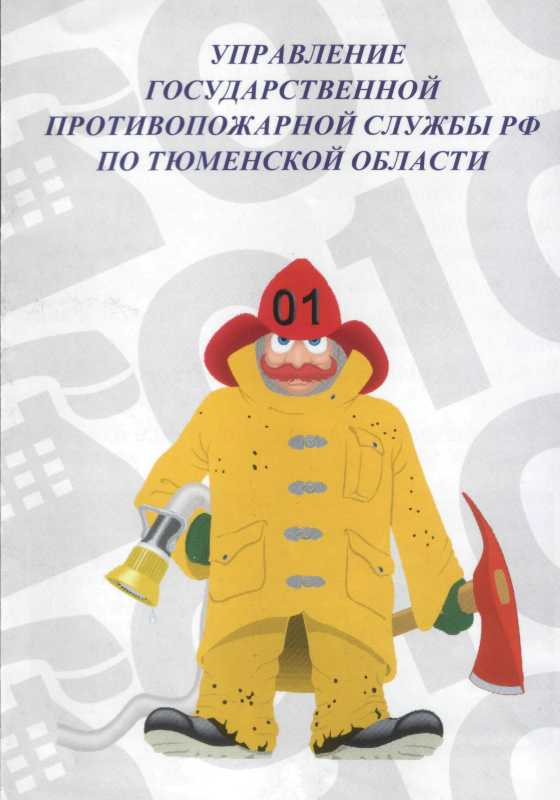 УПРАВЛЕНИЕ
ГОСУДАРСТВЕННОЙ
ПРОТИВОПОЖАРНОЙ СЛУЖБЫ РФ
ПО ТЮМЕНСКОЙ ОБЛАСТИ
01